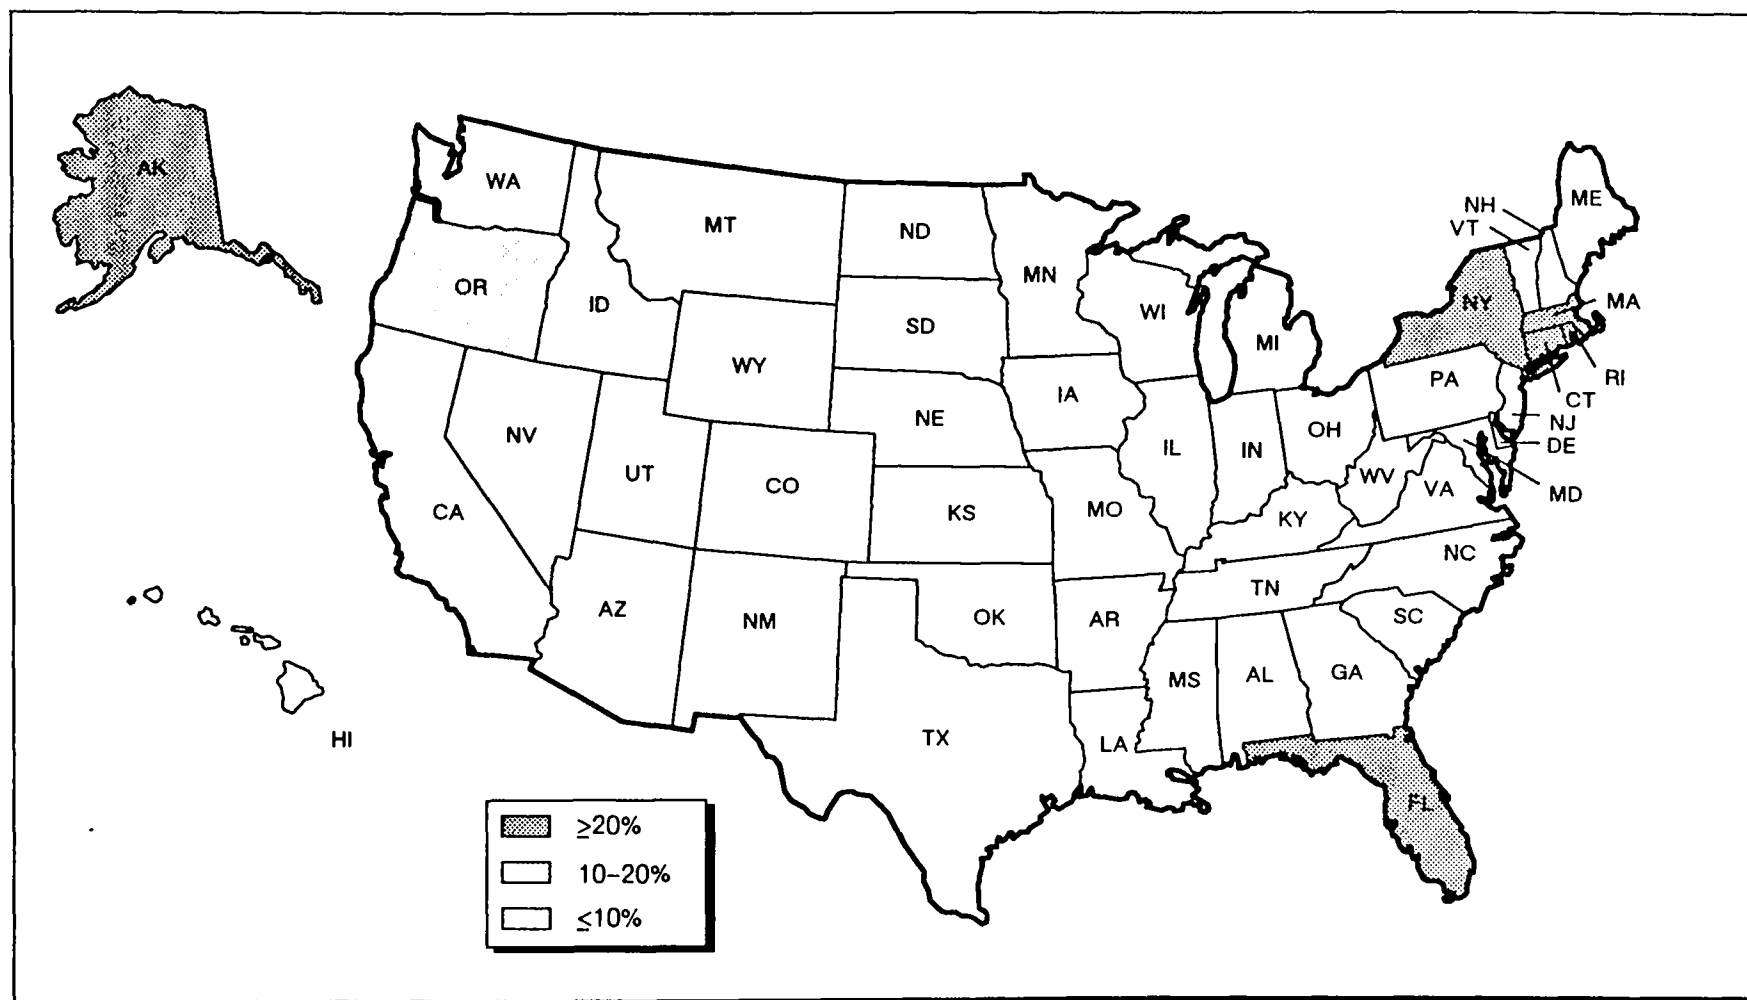 AK
WA
MT
ND
MN
ME
NH
VT
OR
ID
WY
SD
WI
MI
NY
MA
RI
CT
NJ
DE
MD
PA
IA
NE
NV
UT
CO
CA
KS
MO
IL
IN
OH
WV
VA
KY
NC
TN
SC
AZ
NM
OK
AR
MS
AL
GA
LA
TX
HI
FL
≥20%
10–20%
≤10%